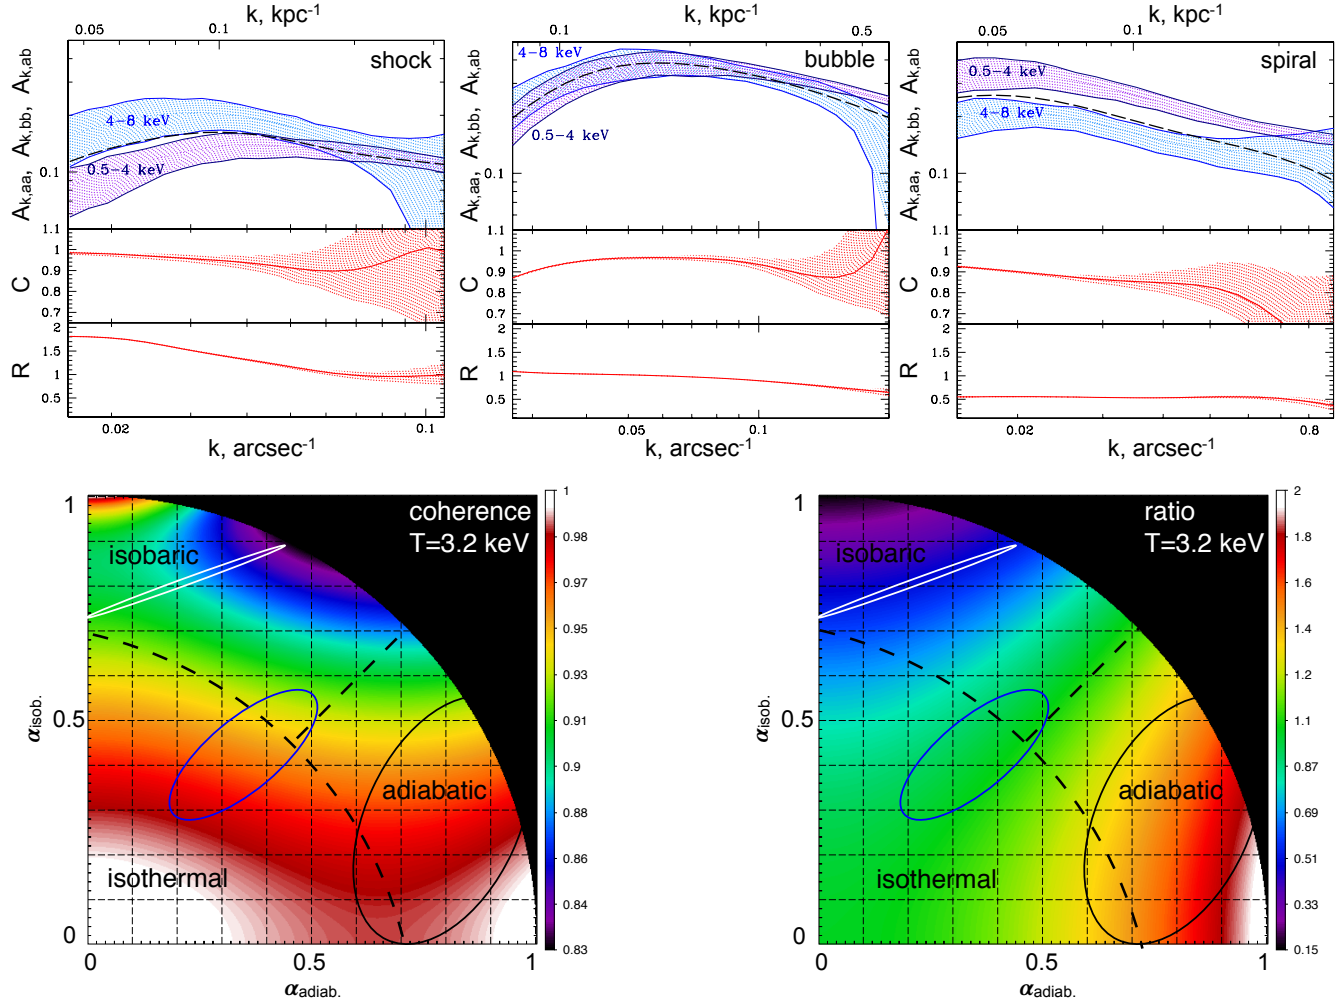 k, kpc-1
k, kpc-1
k, kpc-1
0.05
0.1
0.1
0.5
0.05
0.1
Ak,aa, Ak,bb, Ak,ab
shock
4-8 keV
0.5-4 keV
0.1
Ak,aa, Ak,bb, Ak,ab
bubble
4-8 keV
0.5-4 keV
0.1
Ak,aa, Ak,bb, Ak,ab
spiral
0.5-4 keV
4-8 keV
0.1
C
1.1
1
0.9
0.8
0.7
C
1.1
1
0.9
0.8
0.7
C
1.1
1
0.9
0.8
0.7
R
2
1.5
1
0.5
R
2
1.5
1
0.5
R
2
1.5
1
0.5
0.02
0.1
0.05
0.1
0.02
0.8
k, arcsec-1
k, arcsec-1
k, arcsec-1
coherence
T=3.2 keV
isobaric
adiabatic
isothermal
1
0.5
0
αisob.
0
0.5
1
αadiab.
1
0.98
0.97
0.95
0.93
0.91
0.9
0.88
0.86
0.84
0.83
ratio
T=3.2 keV
isobaric
adiabatic
isothermal
1
0.5
0
αisob.
0
0.5
1
αadiab.
2
1.8
1.6
1.4
1.2
1.1
0.87
0.69
0.51
0.33
0.15